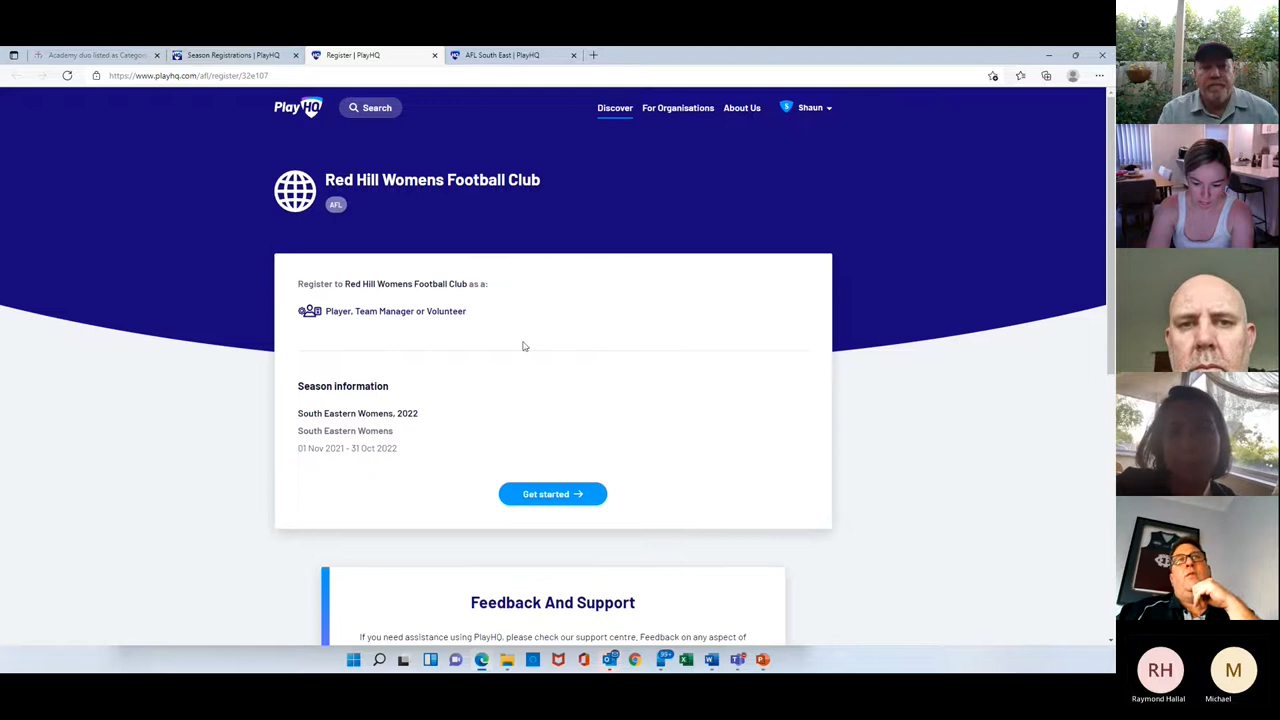 Academy duo listed as Categori
Season Registrations | PlayHQ
Register | PlayHQ
AFL South East | PlayHQ
https://www.playhq.com/afl/register/32e107
PlayHQ
Search
Discover
For Organisations
About Us
S
Shaun
Red Hill Womens Football Club
AFL
Register to Red Hill Womens Football Club as a:
Player, Team Manager or Volunteer
Season information
South Eastern Womens, 2022
South Eastern Womens
01 Nov 2021 - 31 Oct 2022
Get started
Feedback And Support
If you need assistance using PlayHQ, please check our support centre. Feedback on any aspect of
99+
RH
M
Raymond Hallal
Michael